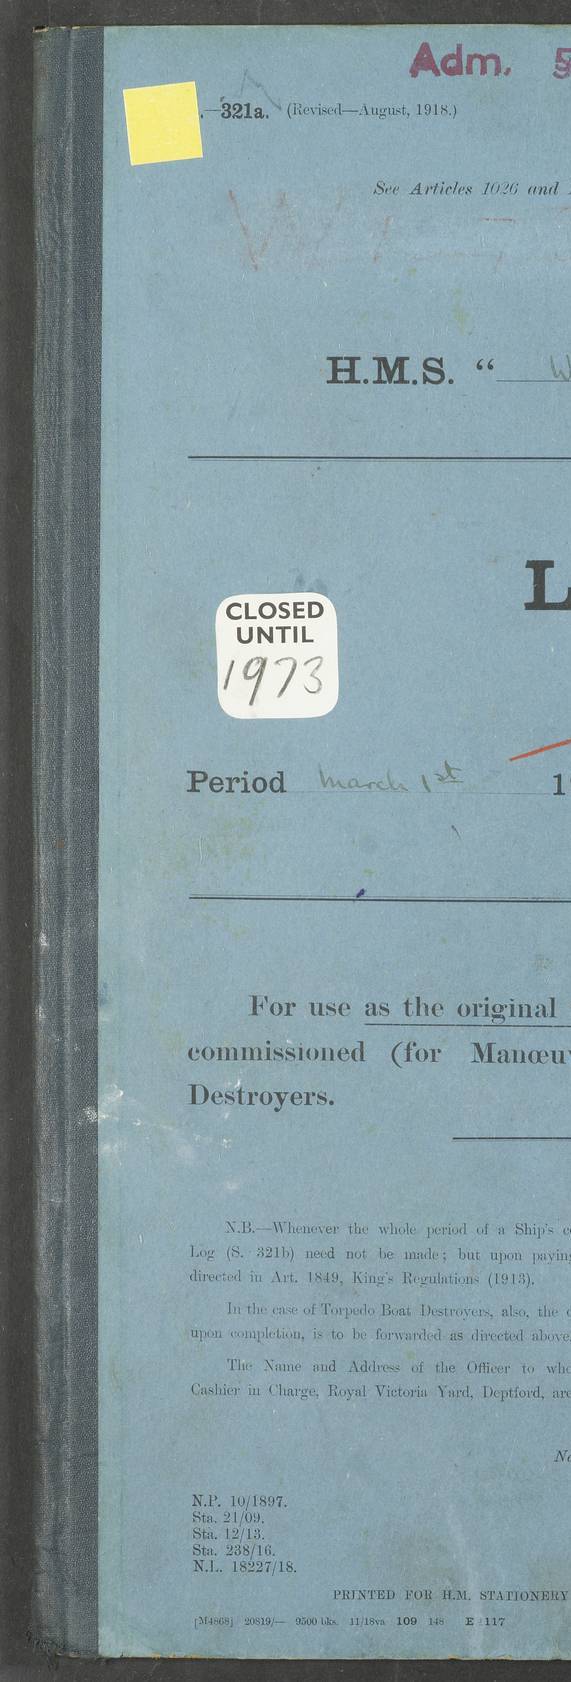 Adm. 5
.—321a. (Revised—August, 1918.)
See Articles 1026 and
H.M.S. “ W
L
CLOSED
UNTIL
1973
Period March 1st 1
For use as the original
commissioned (for Manœuv
Destroyers.
N.B.—Whenever the whole period of a Ship's c
Log (S. 321b) need not be made; but upon paying
directed in Art. 1849, King's Regulations (1913).
In the case of Torpedo Boat Destroyers, also, the
upon completion, is to be forwarded as directed above.
The Name and Address of the Officer to who
Cashier in Charge, Royal Victoria Yard, Deptford, are
No
N.P. 10/1897.
Sta. 21/09.
Sta. 12/13.
Sta. 238/16.
N.L. 18227/18.
PRINTED FOR H.M. STATIONERY
[M4868] 20819/— 9500 bks. 11/18va 109 148 E 117